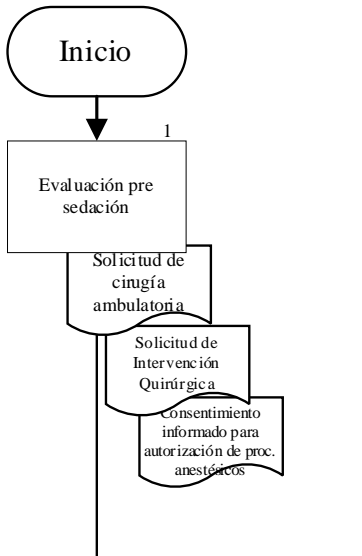 Inicio
1
Evaluación pre
sedación
Solicitud de
cirugía
ambulatoria
Solicitud de
Intervención
Quirúrgica
Consentimiento
informado para
autorización de proc.
anestésicos